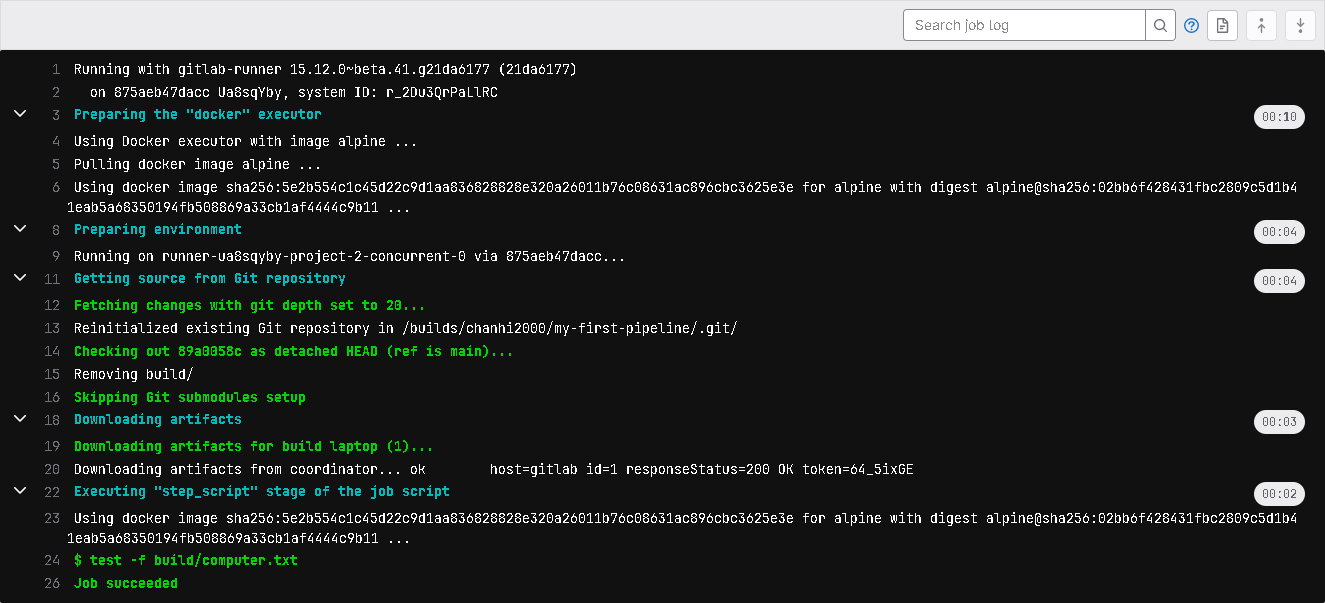 Search job log
1 Running with gitlab-runner 15.12.0~beta.41.g21da6177 (21da6177)
2 on 875aeb47dacc Ua8sqYby, system ID: r_2Du3QrPaLlRC
3 Preparing the "docker" executor 00:10
4 Using Docker executor with image alpine ...
5 Pulling docker image alpine ...
6 Using docker image sha256:5e2b554c1c45d22c9d1aa836828828e320a26011b76c08631ac896cbc3625e3e for alpine with digest alpine@sha256:02bb6f428431fbc2809c5d1b4
1eab5a68350194fb508869a33cb1af4444c9b11 ...
8 Preparing environment 00:04
9 Running on runner-ua8sqyby-project-2-concurrent-0 via 875aeb47dacc...
11 Getting source from Git repository 00:04
12 Fetching changes with git depth set to 20...
13 Reinitialized existing Git repository in /builds/chanhi2000/my-first-pipeline/.git/
14 Checking out 89a0058c as detached HEAD (ref is main)...
15 Removing build/
16 Skipping Git submodules setup
18 Downloading artifacts 00:03
19 Downloading artifacts for build laptop (1)...
20 Downloading artifacts from coordinator... ok host=gitlab id=1 responseStatus=200 OK token=64_5ixGE
22 Executing "step_script" stage of the job script 00:02
23 Using docker image sha256:5e2b554c1c45d22c9d1aa836828828e320a26011b76c08631ac896cbc3625e3e for alpine with digest alpine@sha256:02bb6f428431fbc2809c5d1b4
1eab5a68350194fb508869a33cb1af4444c9b11 ...
24 $ test -f build/computer.txt
26 Job succeeded